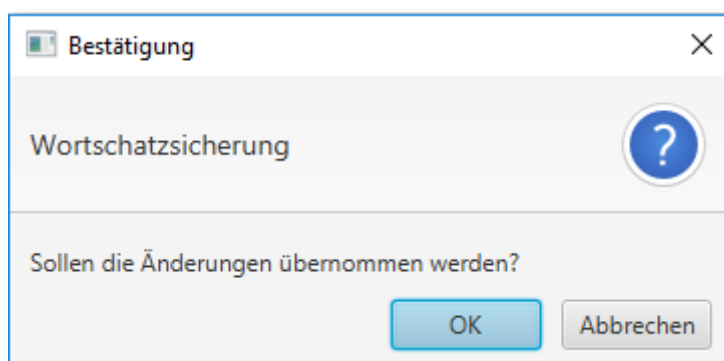 Bestätigung
Wortschatzsicherung
?
Sollen die Änderungen übernommen werden?
OK Abbrechen